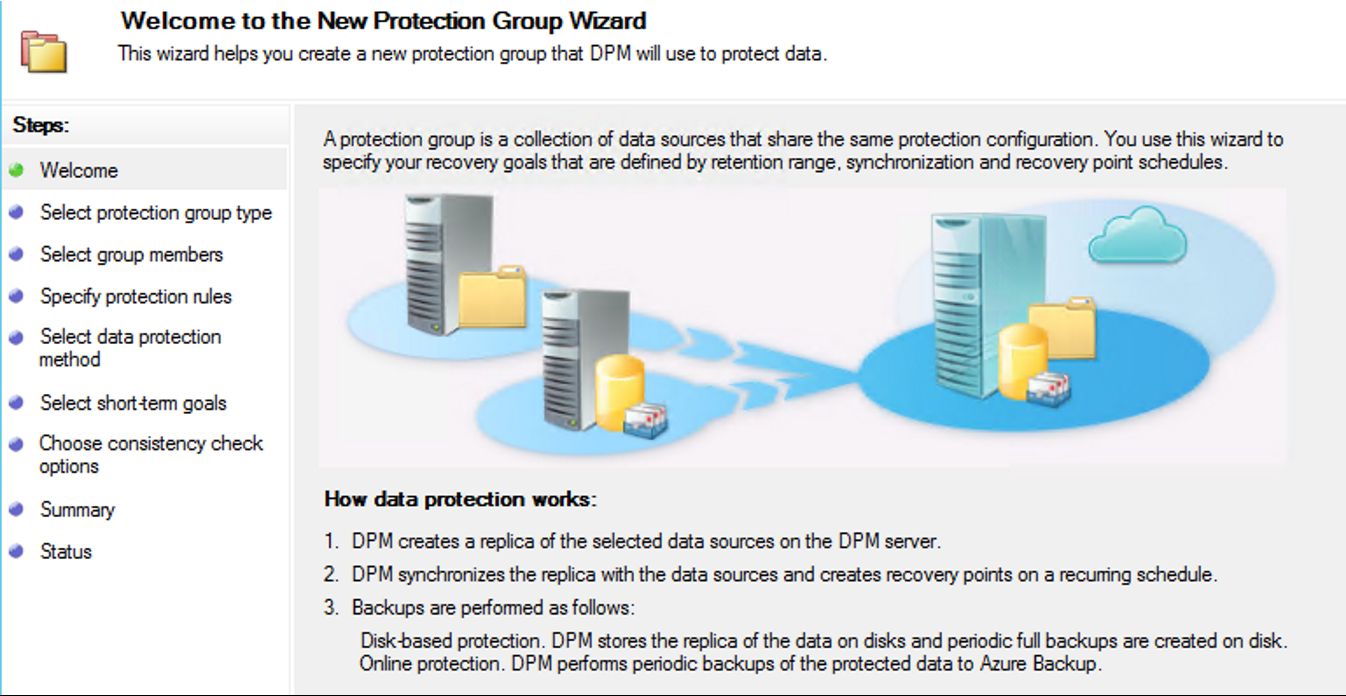 Welcome to the New Protection Group Wizard
This wizard helps you create a new protection group that DPM will use to protect data.
Steps:
Welcome
Select protection group type
Select group members
Specify protection rules
Select data protection
method
Select short-term goals
Choose consistency check
options
Summary
Status
A protection group is a collection of data sources that share the same protection configuration. You use this wizard to
specify your recovery goals that are defined by retention range, synchronization and recovery point schedules.
How data protection works:
1. DPM creates a replica of the selected data sources on the DPM server.
2. DPM synchronizes the replica with the data sources and creates recovery points on a recurring schedule.
3. Backups are performed as follows:
Disk-based protection. DPM stores the replica of the data on disks and periodic full backups are created on disk.
Online protection. DPM performs periodic backups of the protected data to Azure Backup.